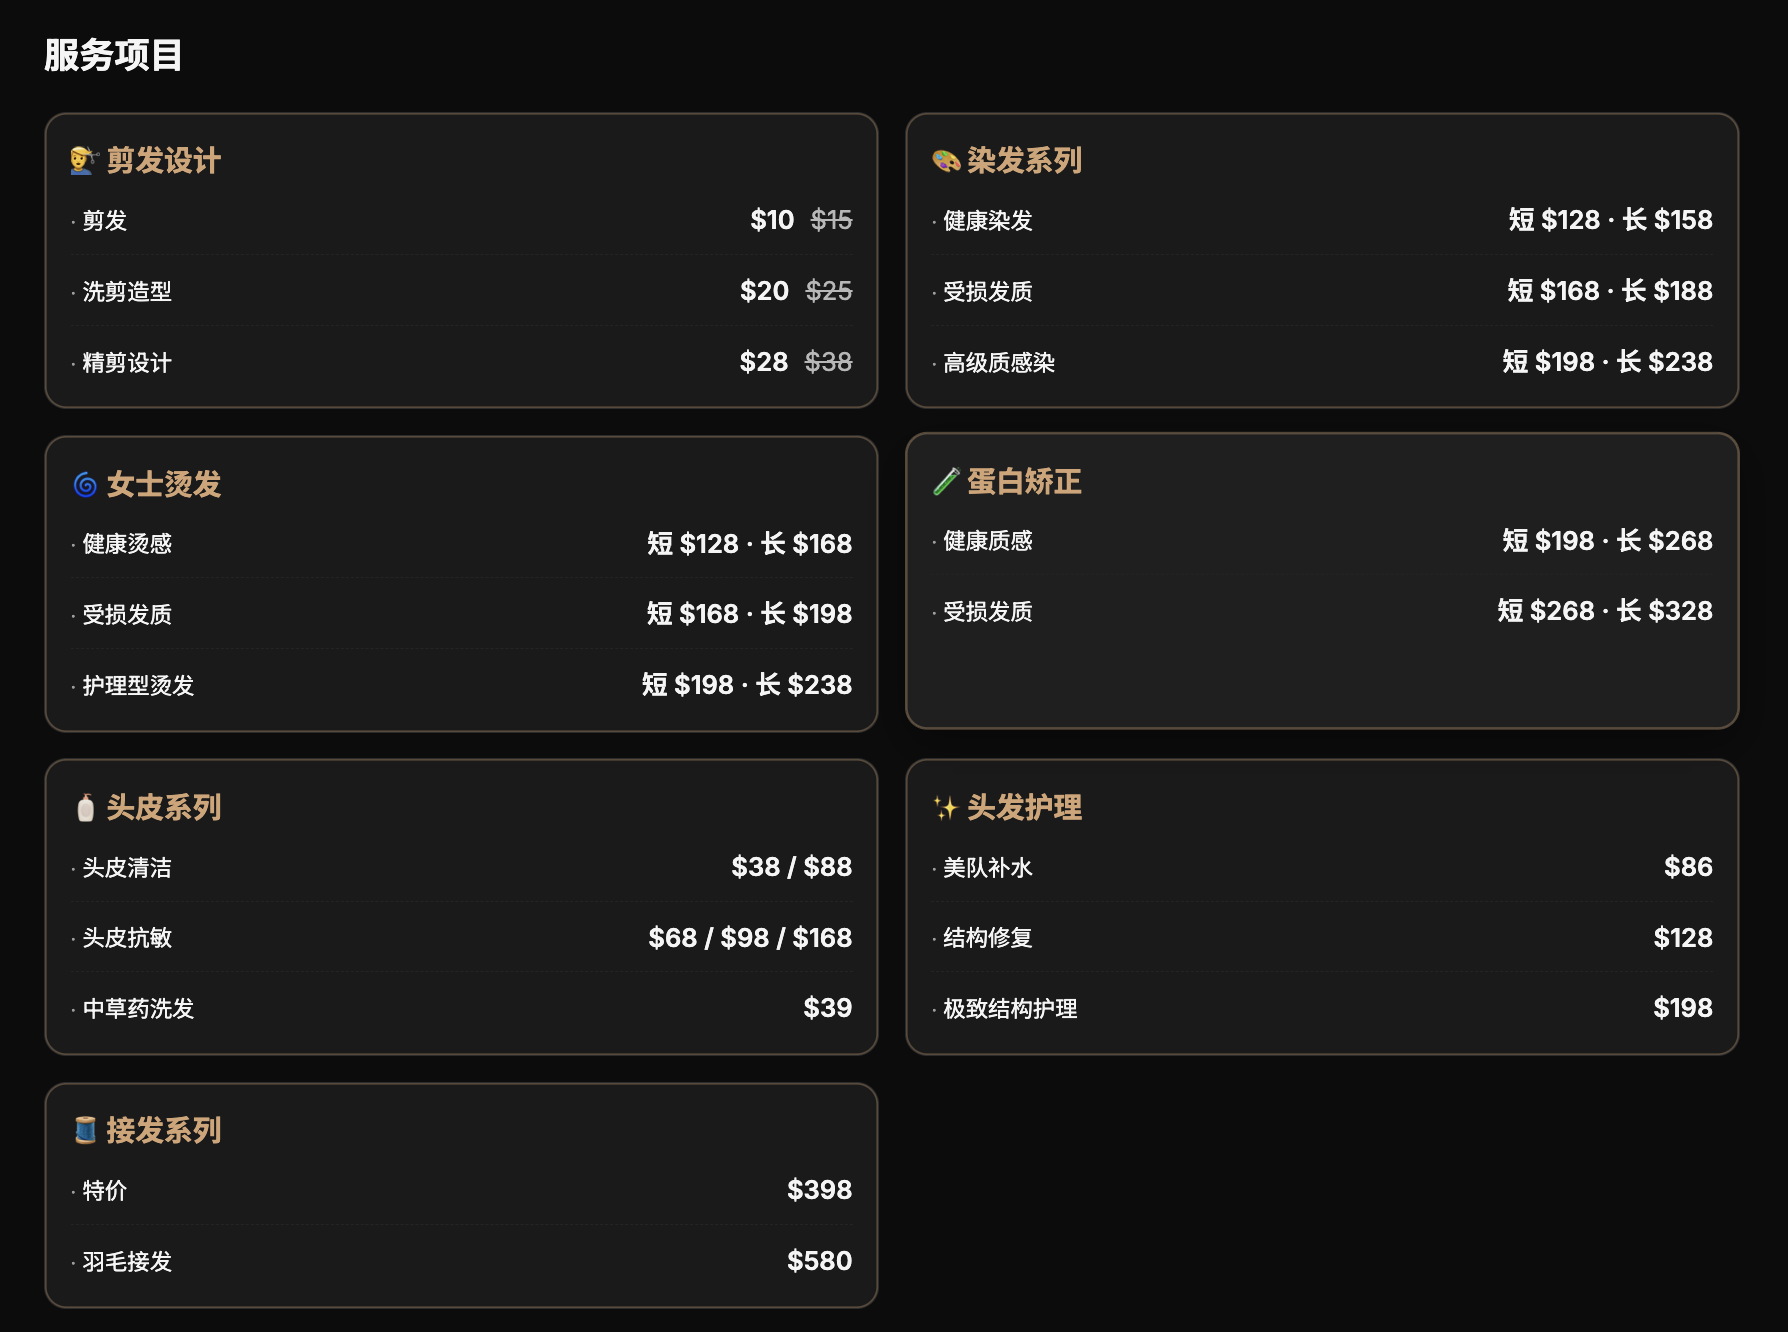 服务项目
剪发设计
· 剪发 $10 $15
· 洗剪造型 $20 $25
· 精剪设计 $28 $38
染发系列
· 健康染发 短 $128 · 长 $158
· 受损发质 短 $168 · 长 $188
· 高级质感染 短 $198 · 长 $238
女士烫发
· 健康烫感 短 $128 · 长 $168
· 受损发质 短 $168 · 长 $198
· 护理型烫发 短 $198 · 长 $238
蛋白矫正
· 健康质感 短 $198 · 长 $268
· 受损发质 短 $268 · 长 $328
头皮系列
· 头皮清洁 $38 / $88
· 头皮抗敏 $68 / $98 / $168
· 中草药洗发 $39
头发护理
· 美队补水 $86
· 结构修复 $128
· 极致结构护理 $198
接发系列
· 特价 $398
· 羽毛接发 $580